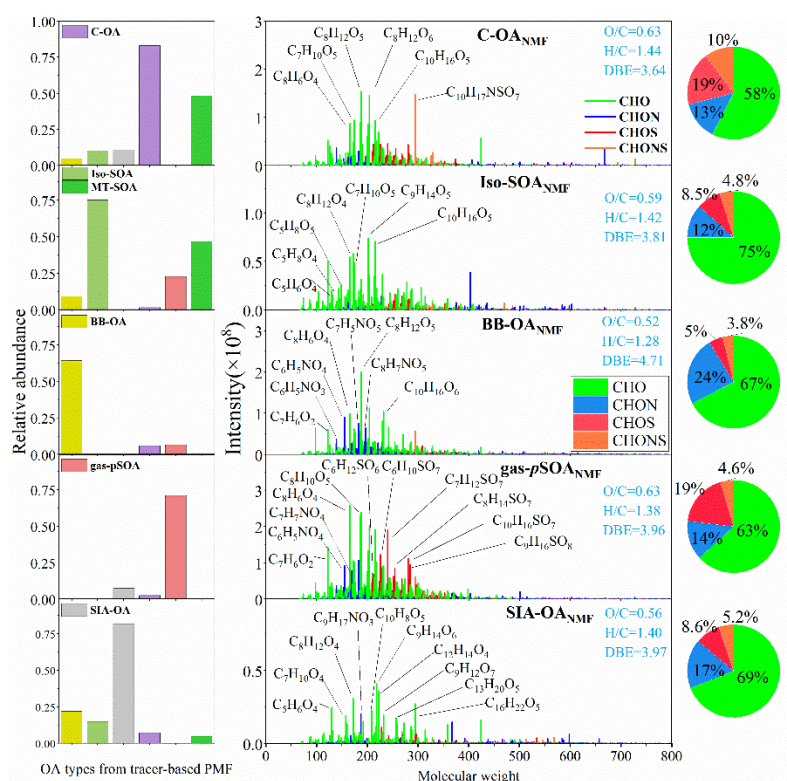 C-OA
1.00
0.75
0.50
0.25
0.00
3
2
1
0
C-OA_NMF
C₈H₁₂O₅
C₈H₁₂O₆
C₇H₁₀O₅
C₁₀H₁₆O₅
C₈H₆O₄
C₁₀H₁₇NSO₇
CHO
CHON
CHOS
CHONS
O/C=0.63
H/C=1.44
DBE=3.64
10%
19%
13%
58%
Iso-SOA
MT-SOA
0.75
0.50
0.25
0.00
1.0
0.5
0.0
Iso-SOA_NMF
C₇H₁₀O₅
C₉H₁₄O₅
C₈H₁₂O₄
C₁₀H₁₆O₅
C₅H₈O₅
C₅H₈O₄
C₅H₆O₄
O/C=0.59
H/C=1.42
DBE=3.81
4.8%
8.5%
12%
75%
BB-OA
0.75
0.50
0.25
0.00
3
2
1
0
BB-OA_NMF
C₇H₅NO₅
C₈H₁₂O₅
C₈H₆O₄
C₆H₅NO₄
C₈H₇NO₅
C₆H₅NO₃
C₁₀H₁₆O₆
C₇H₆O₂
O/C=0.52
H/C=1.28
DBE=4.71
CHO
CHON
CHOS
CHONS
3.8%
5%
24%
67%
gas-pSOA
0.75
0.50
0.25
0.00
3
2
1
0
gas-pSOA_NMF
C₆H₁₂SO₆
C₆H₁₀SO₇
C₈H₁₀O₅
C₇H₁₂SO₇
C₈H₆O₄
C₈H₁₄SO₇
C₇H₇NO₄
C₁₀H₁₆SO₇
C₆H₅NO₄
C₉H₁₆SO₈
C₇H₆O₂
O/C=0.63
H/C=1.38
DBE=3.96
4.6%
19%
14%
63%
SIA-OA
0.75
0.50
0.25
0.00
0.5
0.0
SIA-OA_NMF
C₉H₁₇NO₃
C₁₀H₈O₅
C₈H₁₂O₄
C₉H₁₄O₆
C₁₂H₁₄O₄
C₇H₁₀O₄
C₉H₁₂O₇
C₅H₆O₄
C₁₃H₂₀O₅
C₁₆H₂₂O₅
O/C=0.56
H/C=1.40
DBE=3.97
5.2%
8.6%
17%
69%
0
100
200
300
400
500
600
700
800
Relative abundance
Intensity(×10⁸)
OA types from tracer-based PMF
Molecular weight